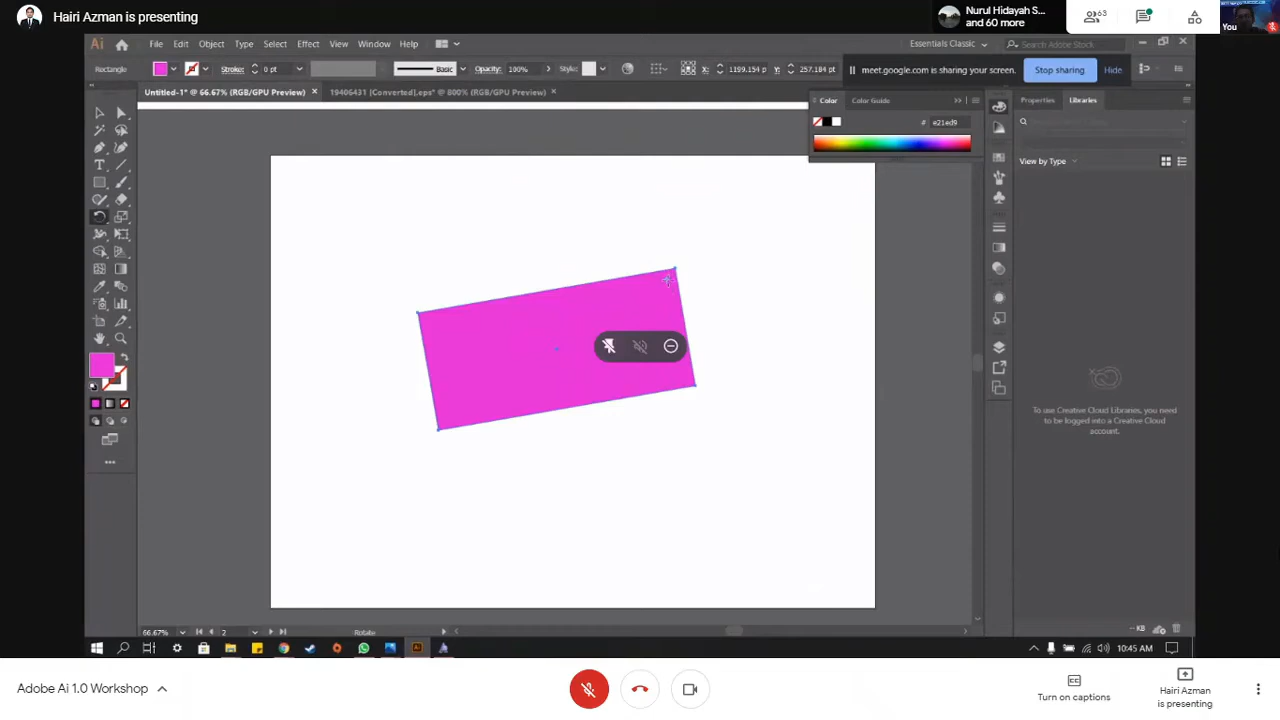 Hairi Azman is presenting
Nurul Hidayah S...
and 60 more
63
You
Ai File Edit Object Type Select Effect View Window Help
Essentials Classic
Search Adobe Stock
Rectangle
Stroke: 0 pt
Basic
Opacity: 100%
Style:
X: 1199.154 p
Y: 257.184 pt
meet.google.com is sharing your screen.
Stop sharing
Hide
Untitled-1* @ 66.67% (RGB/GPU Preview) ×
19406431 [Converted].eps* @ 800% (RGB/GPU Preview) ×
Color
Color Guide
# e21ed9
Properties
Libraries
View by Type
To use Creative Cloud Libraries, you
need to be logged into a Creative Cloud
account.
66.67%
2
Rotate
-- KB
10:45 AM
Adobe Ai 1.0 Workshop
CC
Turn on captions
Hairi Azman
is presenting